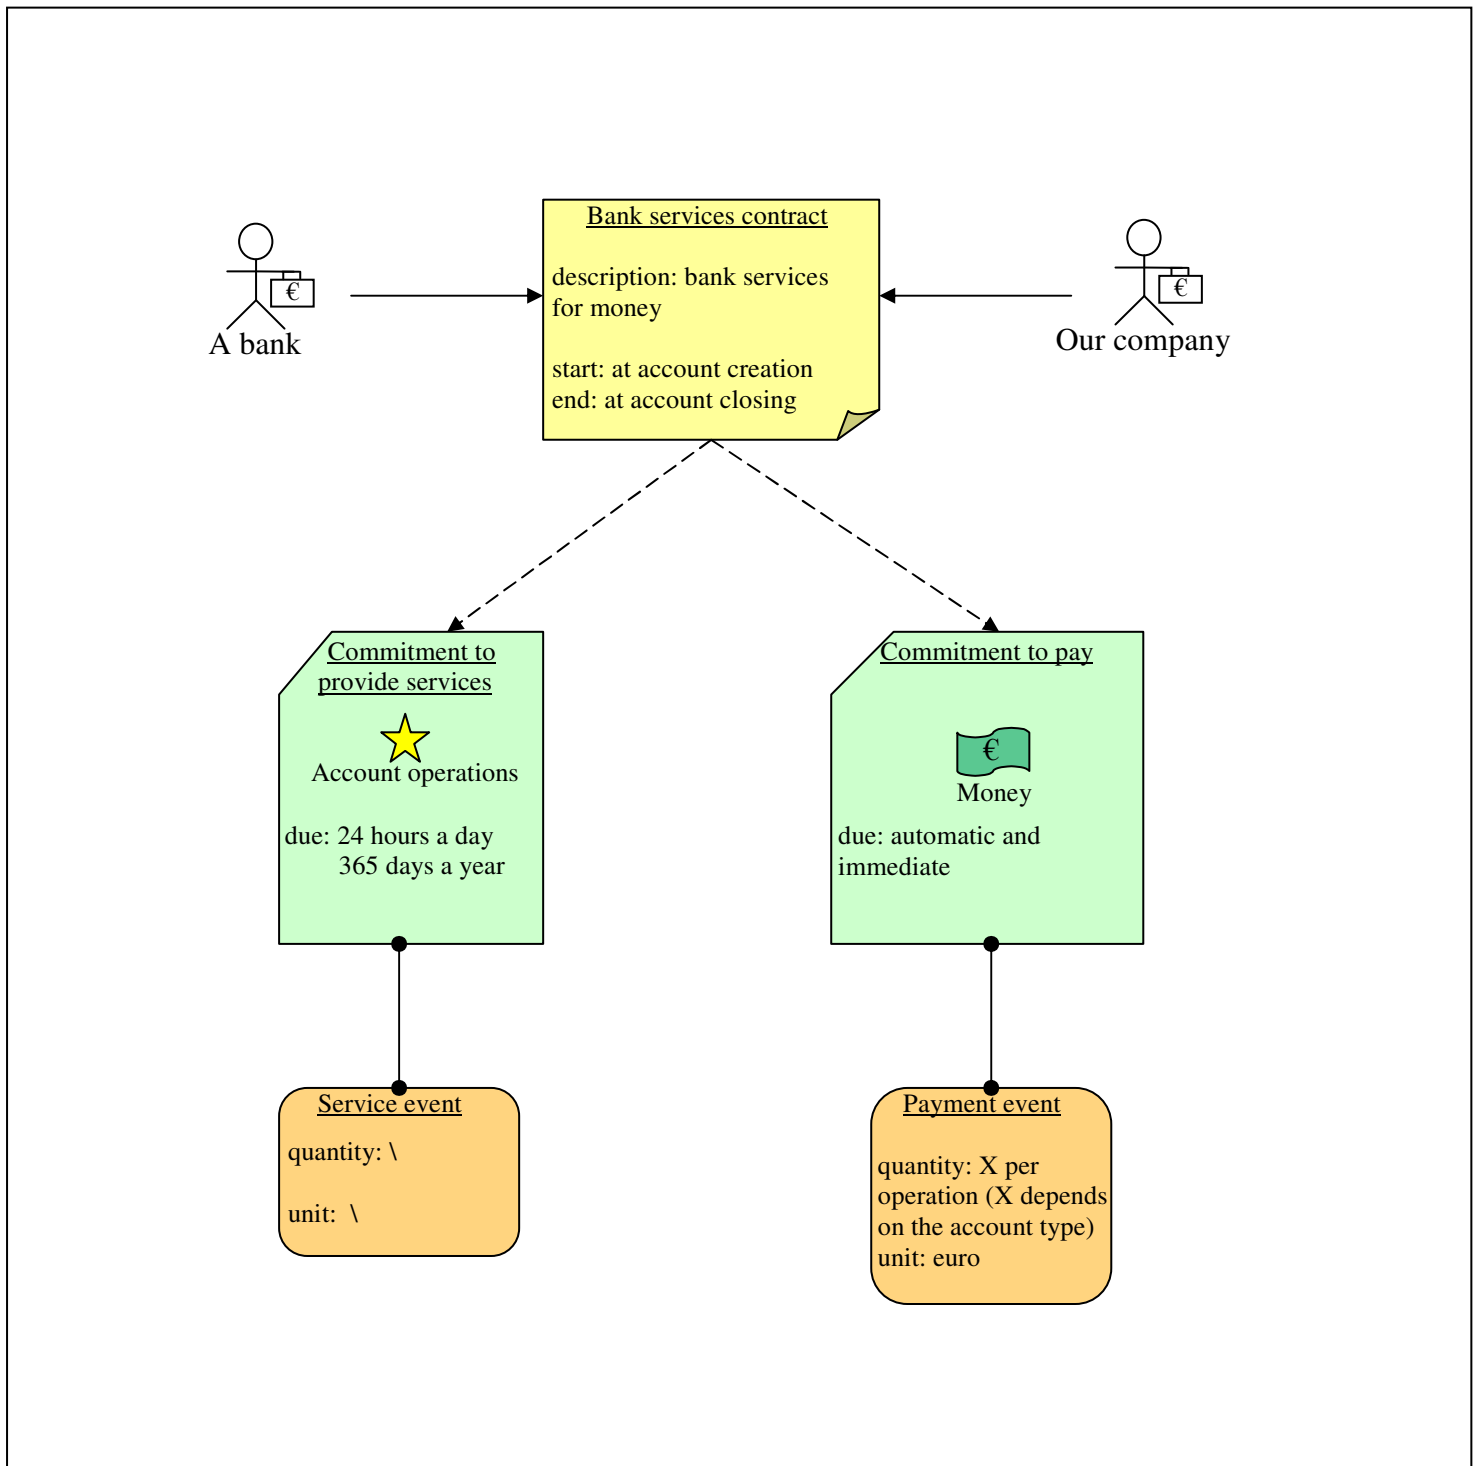 Bank services contract
description: bank services
for money
start: at account creation
end: at account closing
€
A bank
€
Our company
Commitment to
provide services
Account operations
due: 24 hours a day
365 days a year
Commitment to pay
€
Money
due: automatic and
immediate
Service event
quantity: \
unit: \
Payment event
quantity: X per
operation (X depends
on the account type)
unit: euro